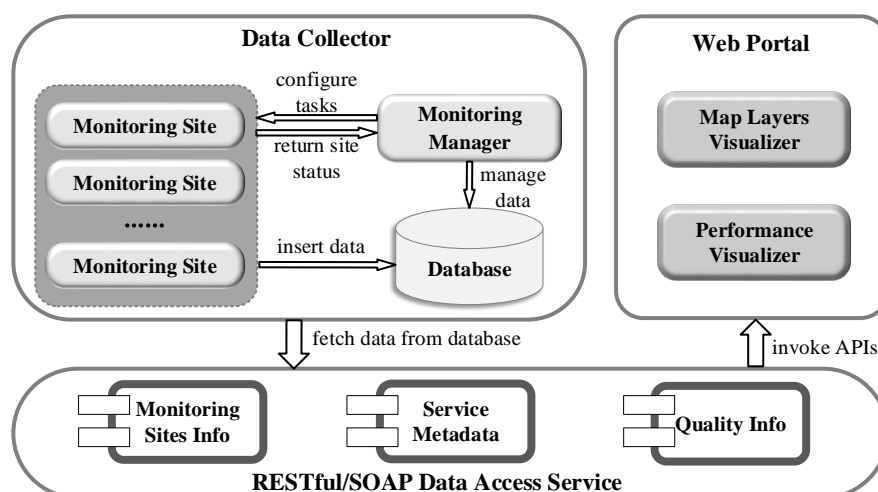 Data Collector
configure
tasks
Monitoring Site
return site
status
Monitoring
Manager
Monitoring Site
......
manage
data
Monitoring Site
insert data
Database
Web Portal
Map Layers
Visualizer
Performance
Visualizer
fetch data from database
invoke APIs
Monitoring
Sites Info
Service
Metadata
Quality Info
RESTful/SOAP Data Access Service